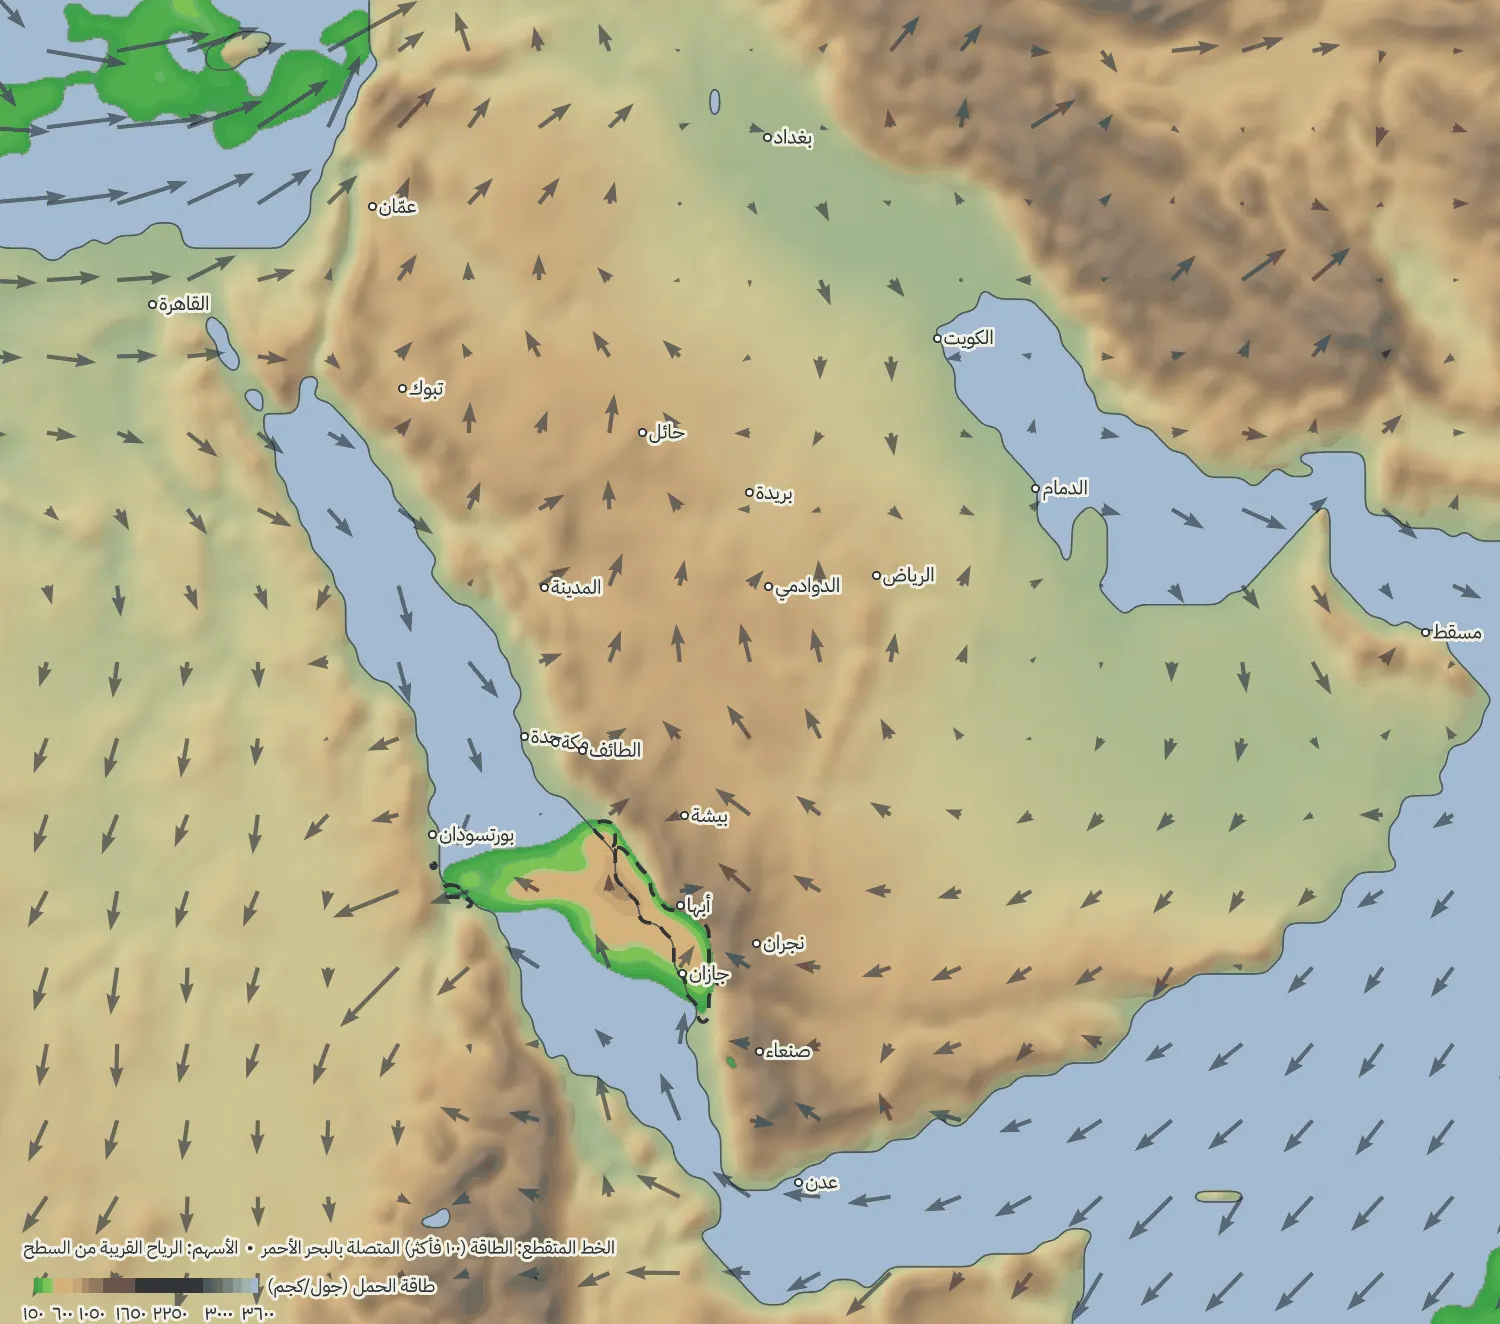 بغداد
عمّان
القاهرة
الكويت
تبوك
حائل
بريدة
الدمام
المدينة
الدوادمي
الرياض
مسقط
جدة
مكة
الطائف
بيشة
بورتسودان
أبها
نجران
جازان
صنعاء
عدن
الخط المتقطع: الطاقة (١٠٠ فأكثر) المتصلة بالبحر الأحمر • الأسهم: الرياح القريبة من السطح
طاقة الحمل (جول/كجم)
١٥٠ ٦٠٠ ١٠٥٠ ١٦٥٠ ٢٢٥٠ ٣٠٠٠ ٣٦٠٠